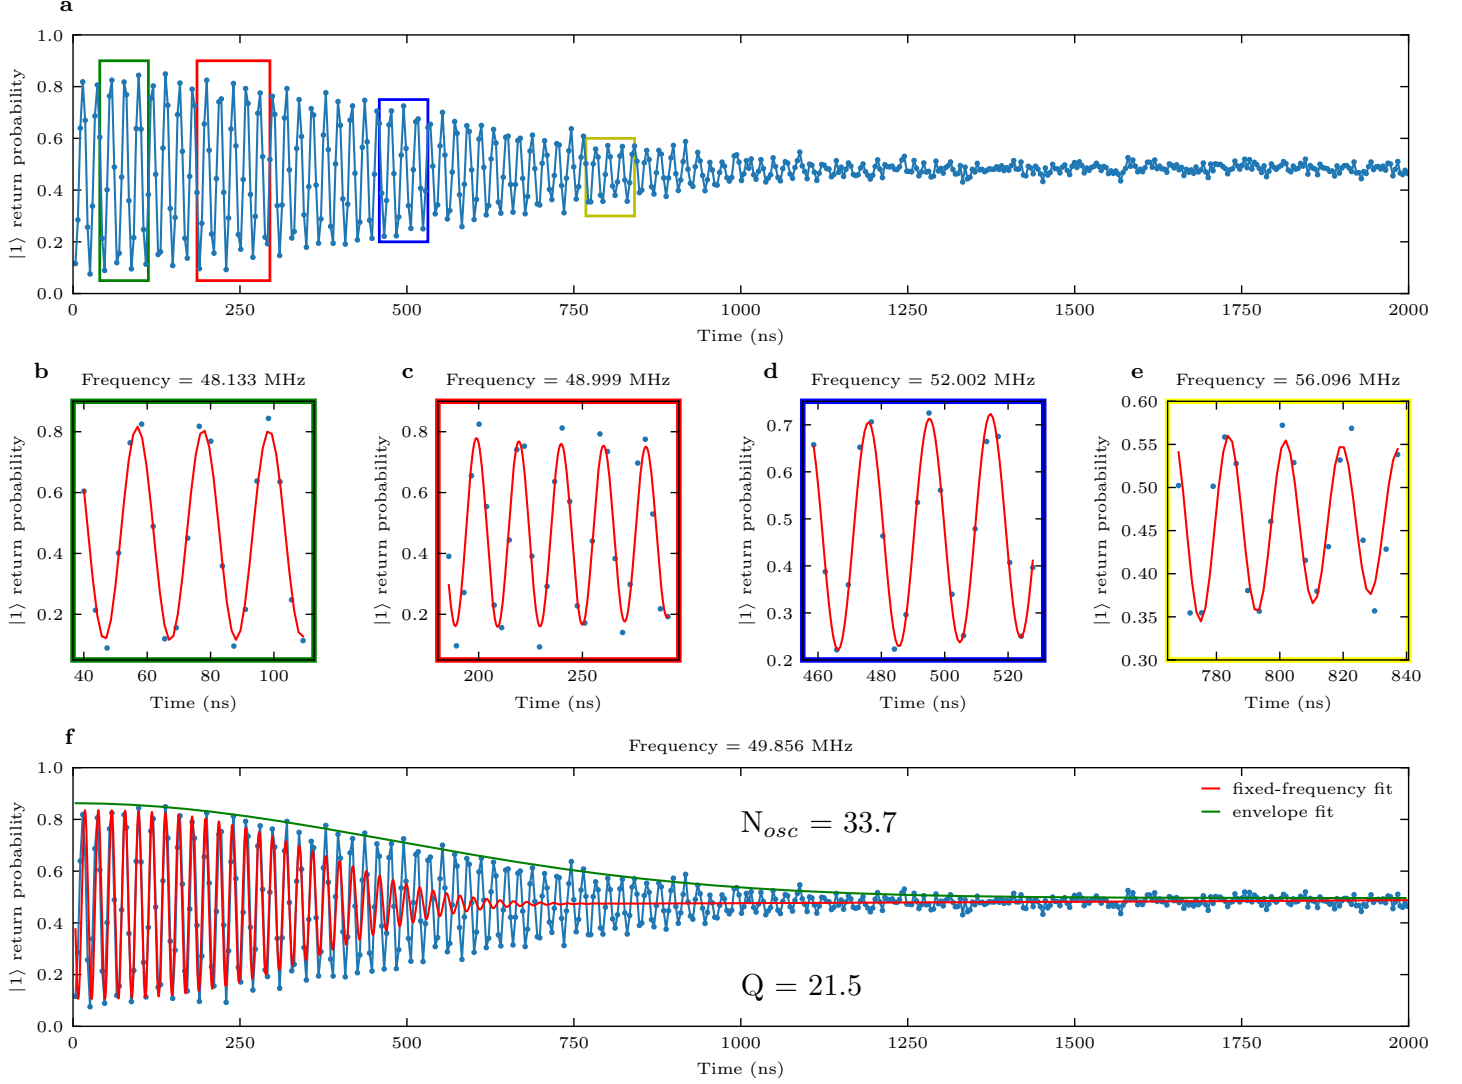 a
1.0
0.8
0.6
0.4
0.2
0.0
|1⟩ return probability
0 250 500 750 1000 1250 1500 1750 2000
Time (ns)
b
Frequency = 48.133 MHz
0.8
0.6
0.4
0.2
|1⟩ return probability
40 60 80 100
Time (ns)
c
Frequency = 48.999 MHz
0.8
0.6
0.4
0.2
|1⟩ return probability
200 250
Time (ns)
d
Frequency = 52.002 MHz
0.7
0.6
0.5
0.4
0.3
0.2
|1⟩ return probability
460 480 500 520
Time (ns)
e
Frequency = 56.096 MHz
0.60
0.55
0.50
0.45
0.40
0.35
0.30
|1⟩ return probability
780 800 820 840
Time (ns)
f
Frequency = 49.856 MHz
1.0
0.8
0.6
0.4
0.2
0.0
|1⟩ return probability
fixed-frequency fit
envelope fit
Nosc = 33.7
Q = 21.5
0 250 500 750 1000 1250 1500 1750 2000
Time (ns)